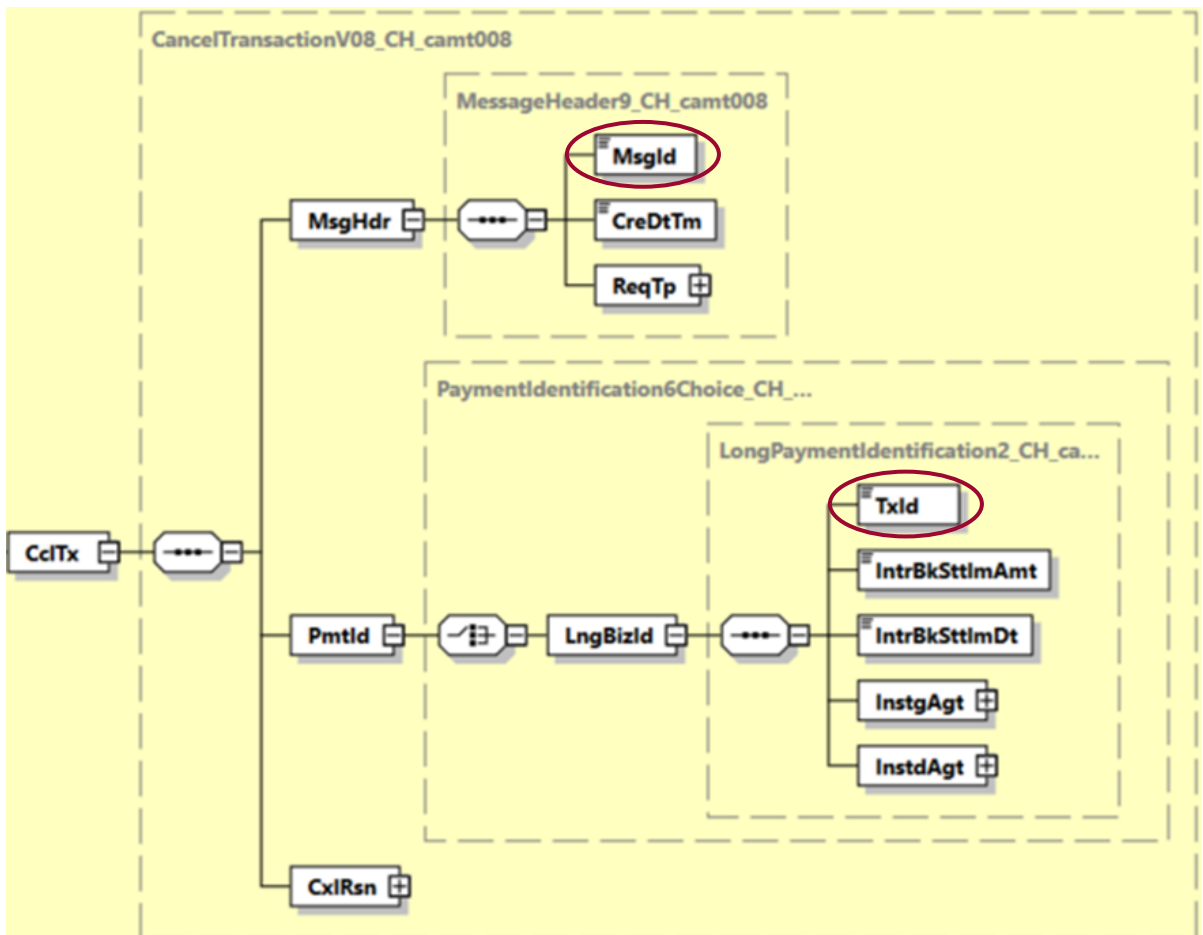 CancelTransactionV08_CH_camt008
MessageHeader9_CH_camt008
MsgId
MsgHdr
CreDtTm
ReqTp
PaymentIdentification6Choice_CH_...
LongPaymentIdentification2_CH_ca...
TxId
CclTx
IntrBkSttlmAmt
PmtId
LngBizId
IntrBkSttlmDt
InstgAgt
InstdAgt
CxlRsn